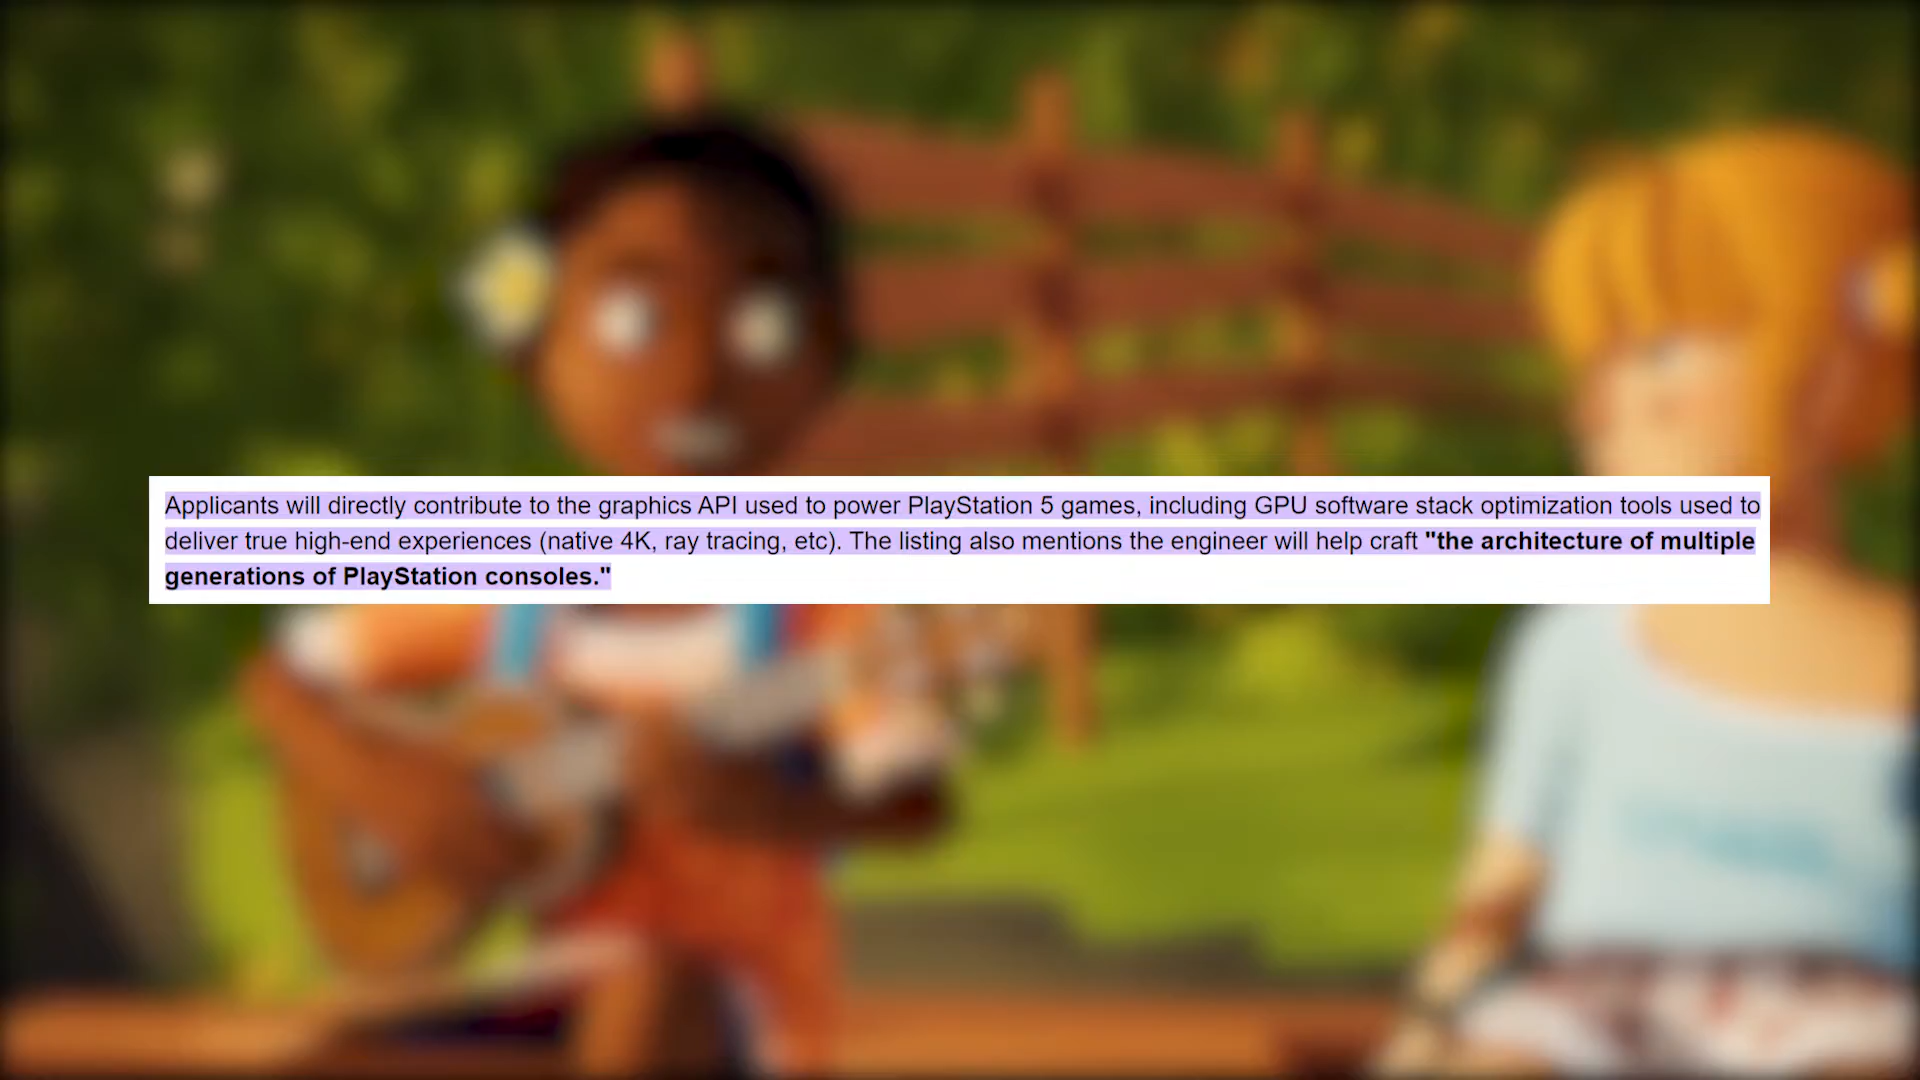 Applicants will directly contribute to the graphics API used to power PlayStation 5 games, including GPU software stack optimization tools used to
deliver true high-end experiences (native 4K, ray tracing, etc). The listing also mentions the engineer will help craft "the architecture of multiple
generations of PlayStation consoles."